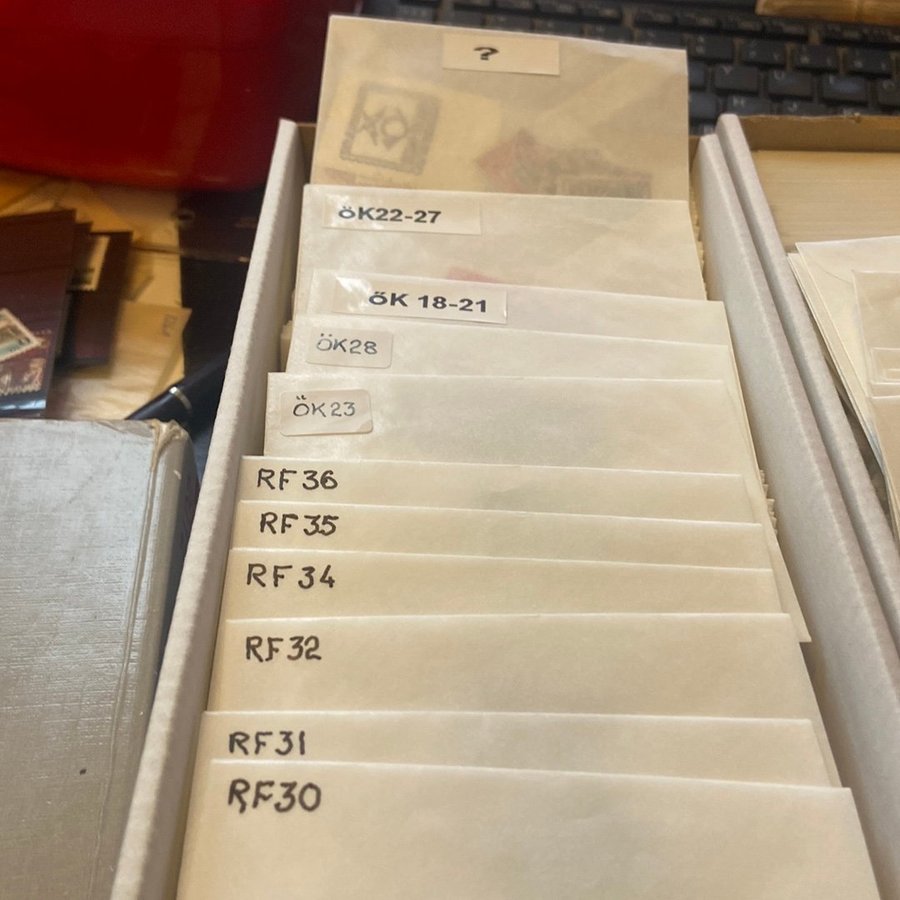 ?
öK22-27
öK 18-21
ÖK28
ÖK23
RF36
RF35
RF34
RF32
RF31
RF30